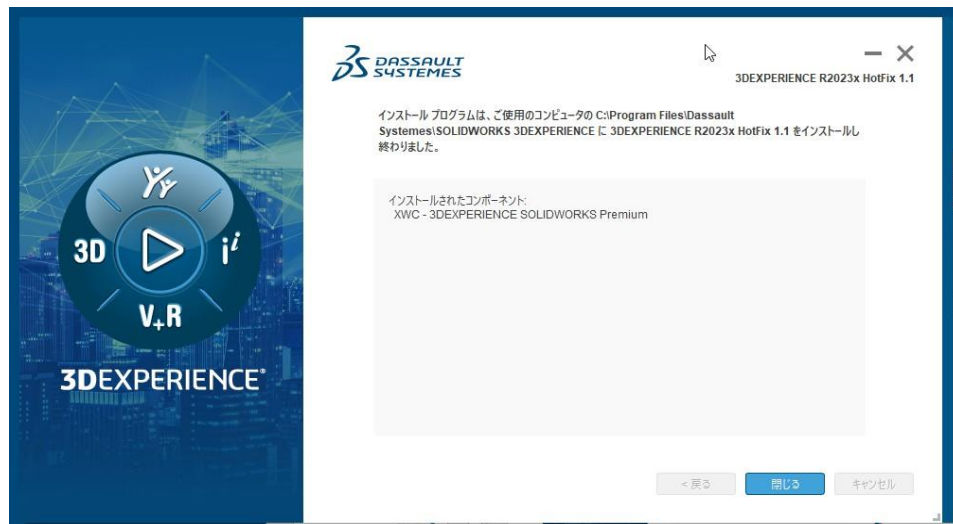 DASSAULT
SYSTEMES
3DEXPERIENCE R2023x HotFix 1.1
インストール プログラムは、ご使用のコンピュータの C:\Program Files\Dassault
Systemes\SOLIDWORKS 3DEXPERIENCE に 3DEXPERIENCE R2023x HotFix 1.1 をインストールし
終わりました。
インストールされたコンポーネント:
XWC - 3DEXPERIENCE SOLIDWORKS Premium
3D
i
V+R
3DEXPERIENCE®
< 戻る
閉じる
キャンセル